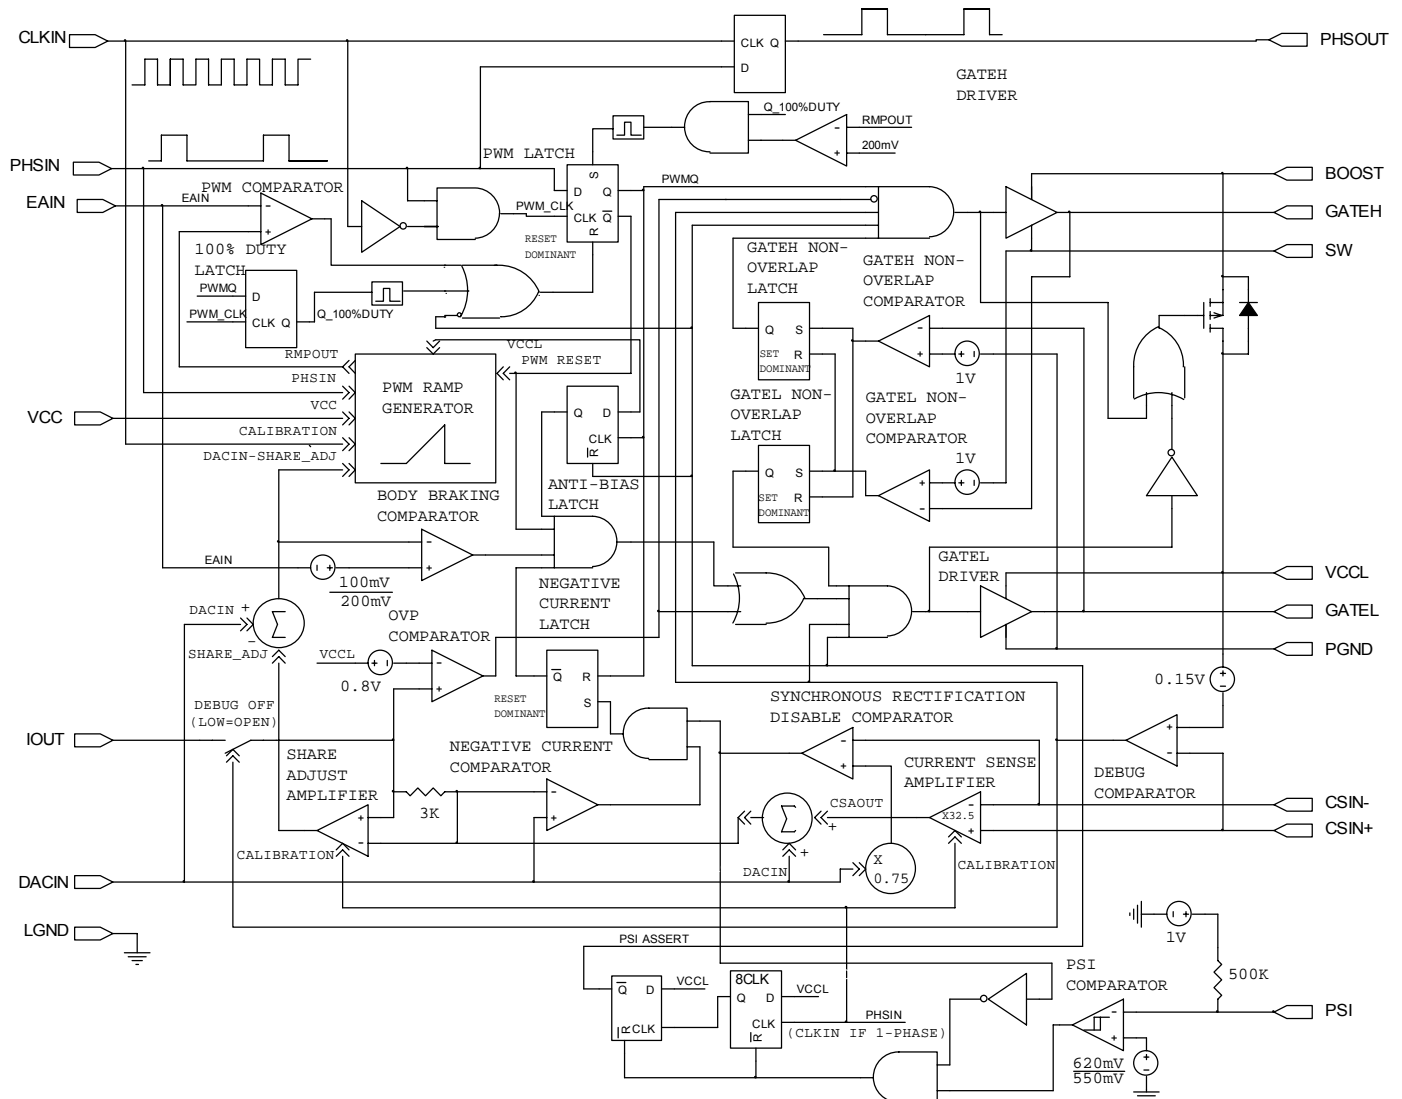 CLKIN
CLK Q
D
PHSOUT
GATEH
DRIVER
Q_100%DUTY
RMPOUT
200mV
-
+
PHSIN
PWM LATCH
S
D Q
CLK Q
R
PWM_CLK
RESET
DOMINANT
PWMQ
BOOST
EAIN
PWM COMPARATOR
EAIN
-
+
GATEH
SW
100% DUTY
LATCH
PWMQ
D
PWM_CLK
CLK Q
Q_100%DUTY
GATEH NON-
OVERLAP
LATCH
GATEH NON-
OVERLAP
COMPARATOR
Q S
R
SET
DOMINANT
-
+
+ -
1V
RMPOUT
PHSIN
VCC
CALIBRATION
DACIN-SHARE_ADJ
VCCL
PWM RESET
PWM RAMP
GENERATOR
VCC
Q D
CLK
R
ANTI-BIAS
LATCH
GATEL NON-
OVERLAP
LATCH
GATEL NON-
OVERLAP
COMPARATOR
1V
Q S
R
SET
DOMINANT
+
-
+ -
BODY BRAKING
COMPARATOR
-
+
EAIN
+ -
100mV
200mV
NEGATIVE
CURRENT
LATCH
GATEL
DRIVER
VCCL
GATEL
PGND
DACIN +
Σ
-
SHARE_ADJ
OVP
COMPARATOR
VCCL
+ -
0.8V
-
+
Q R
S
RESET
DOMINANT
0.15V
+
-
DEBUG OFF
(LOW=OPEN)
IOUT
SYNCHRONOUS RECTIFICATION
DISABLE COMPARATOR
-
+
+
-
DEBUG
COMPARATOR
SHARE
ADJUST
AMPLIFIER
NEGATIVE CURRENT
COMPARATOR
-
+
3K
+
-
CURRENT SENSE
AMPLIFIER
-
X32.5
+
CSAOUT
Σ
+
+
CSIN-
CSIN+
CALIBRATION
DACIN
DACIN
X
0.75
CALIBRATION
LGND
PSI ASSERT
+ -
1V
500K
Q D
R CLK
VCCL
8CLK
Q D
CLK
R
VCCL
PHSIN
(CLKIN IF 1-PHASE)
PSI
COMPARATOR
-
+
PSI
620mV
550mV
+
-